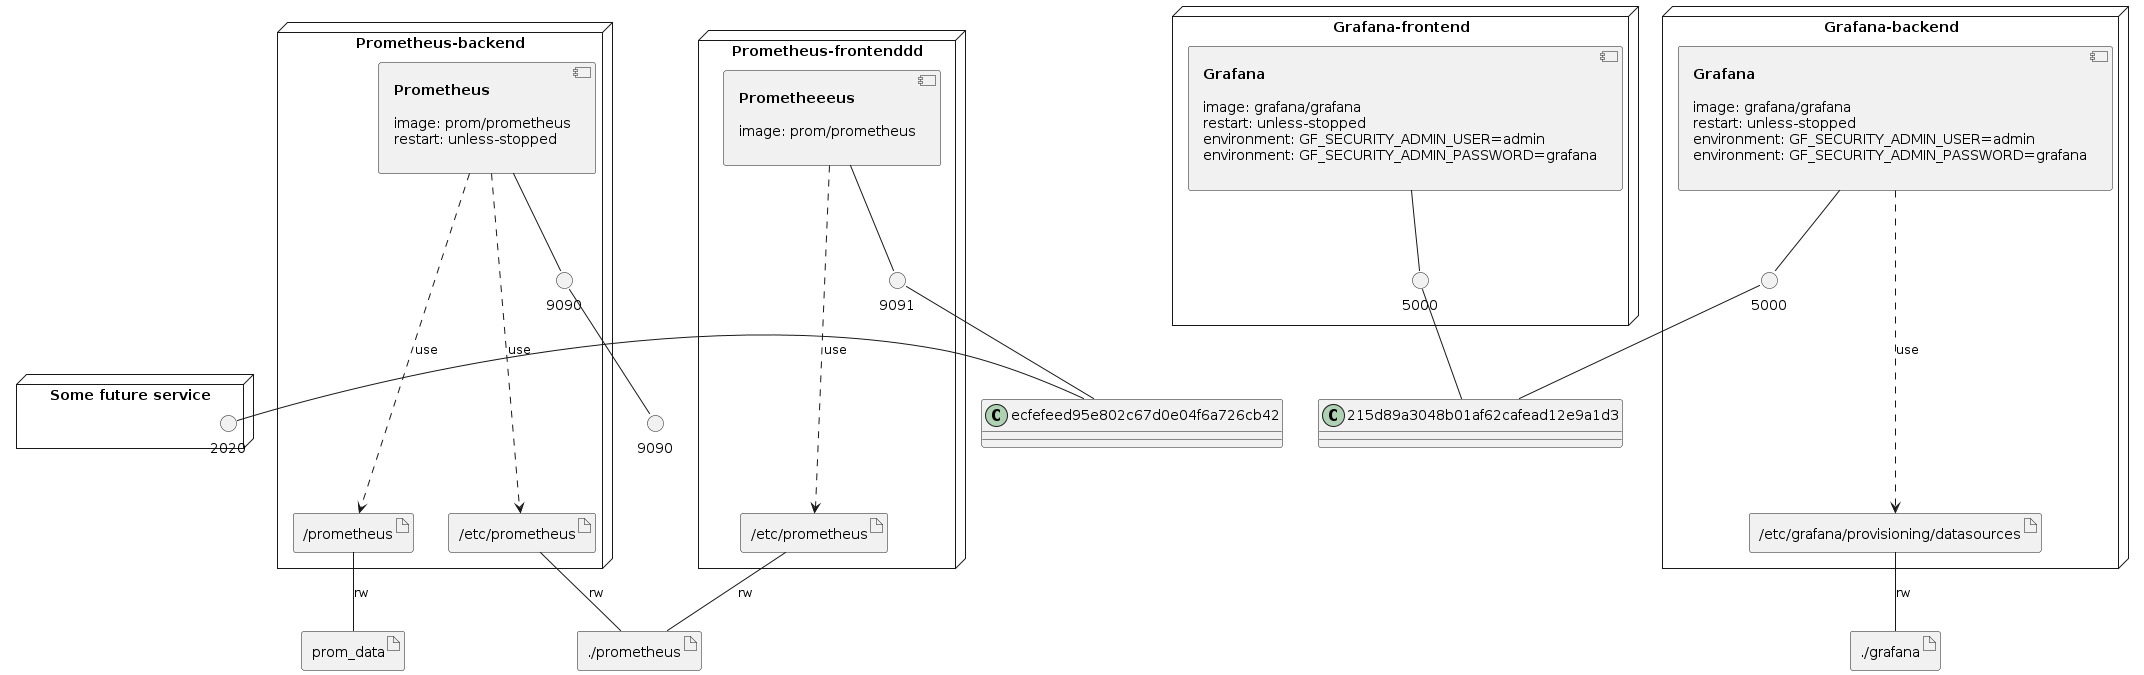 Prometheus-backend
Prometheus
image: prom/prometheus
restart: unless-stopped
9090
use
use
/prometheus
/etc/prometheus
Prometheus-frontenddd
Prometheeeus
image: prom/prometheus
9091
use
/etc/prometheus
Grafana-frontend
Grafana
image: grafana/grafana
restart: unless-stopped
environment: GF_SECURITY_ADMIN_USER=admin
environment: GF_SECURITY_ADMIN_PASSWORD=grafana
5000
Grafana-backend
Grafana
image: grafana/grafana
restart: unless-stopped
environment: GF_SECURITY_ADMIN_USER=admin
environment: GF_SECURITY_ADMIN_PASSWORD=grafana
5000
use
/etc/grafana/provisioning/datasources
Some future service
2020
9090
C ecfefeed95e802c67d0e04f6a726cb42
C 215d89a3048b01af62cafead12e9a1d3
rw
rw
rw
rw
prom_data
./prometheus
./grafana